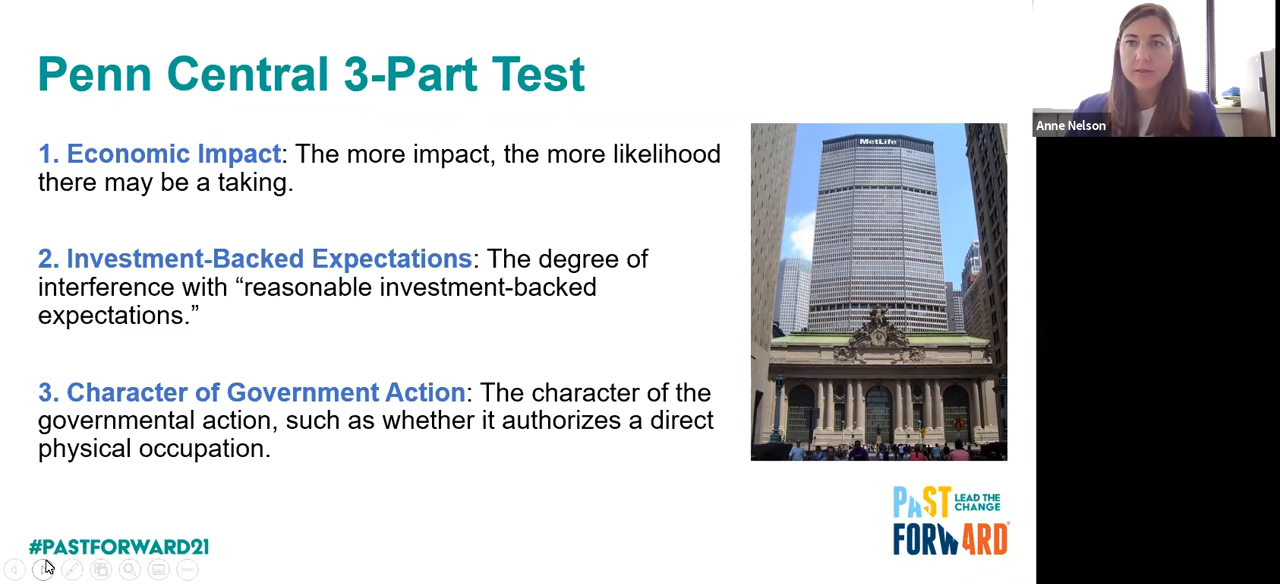 Penn Central 3-Part Test
1. Economic Impact: The more impact, the more likelihood
there may be a taking.
2. Investment-Backed Expectations: The degree of
interference with “reasonable investment-backed
expectations.”
3. Character of Government Action: The character of the
governmental action, such as whether it authorizes a direct
physical occupation.
MetLife
Anne Nelson
PAST LEAD THE
CHANGE
FORWARD®
#PASTFORWARD21